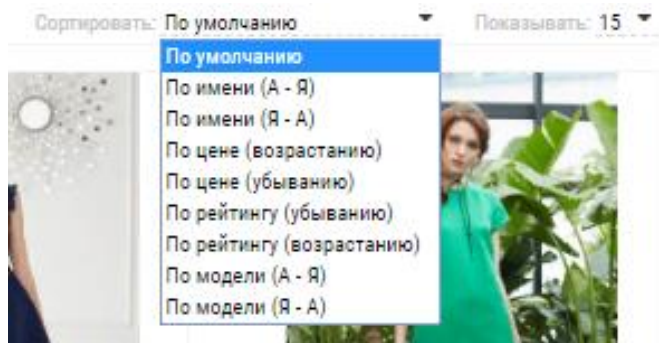 Сортировать: По умолчанию Показывать: 15
По умолчанию
По имени (А - Я)
По имени (Я - А)
По цене (возрастанию)
По цене (убыванию)
По рейтингу (убыванию)
По рейтингу (возрастанию)
По модели (А - Я)
По модели (Я - А)